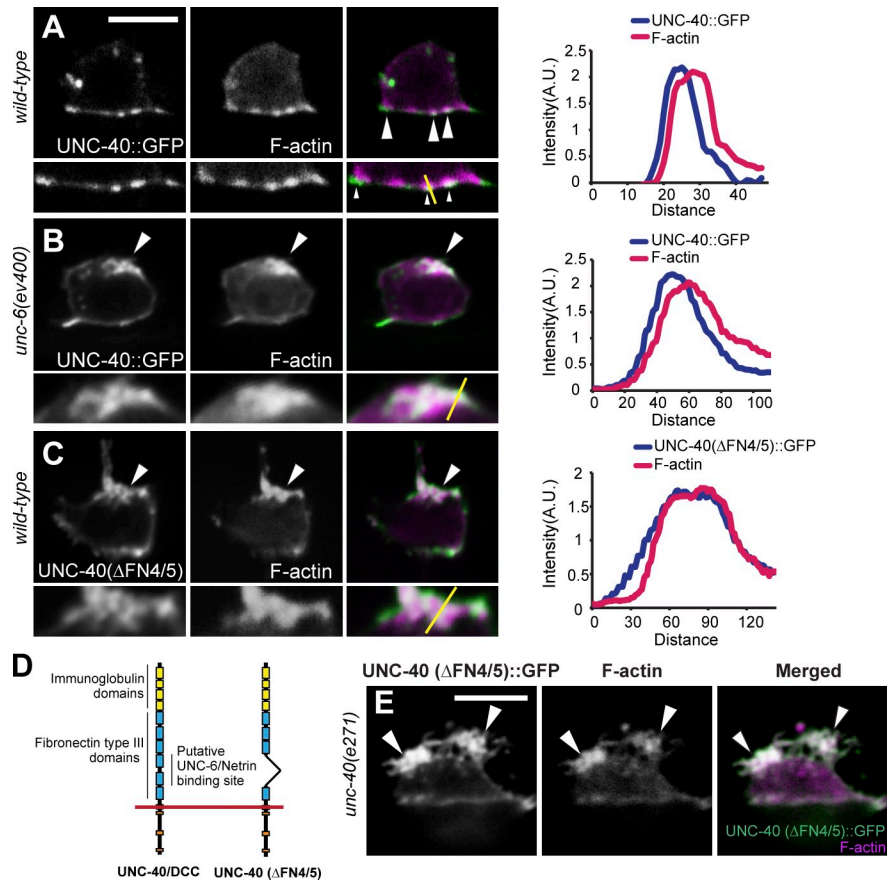 A
wild-type
UNC-40::GFP
F-actin
UNC-40::GFP
F-actin
Intensity(A.U.)
2.5
2
1.5
1
0.5
0
0
10
20
30
40
Distance
B
unc-6(ev400)
UNC-40::GFP
F-actin
UNC-40::GFP
F-actin
Intensity(A.U.)
2.5
2
1.5
1
0.5
0
0
20
40
60
80
100
Distance
C
wild-type
UNC-40(ΔFN4/5)
F-actin
UNC-40(ΔFN4/5)::GFP
F-actin
Intensity(A.U.)
2
1.5
1
0.5
0
0
30
60
90
120
Distance
D
Immunoglobulin
domains
Fibronectin type III
domains
Putative
UNC-6/Netrin
binding site
UNC-40/DCC
UNC-40 (ΔFN4/5)
UNC-40 (ΔFN4/5)::GFP
F-actin
Merged
E
unc-40(e271)
UNC-40 (ΔFN4/5)::GFP
F-actin